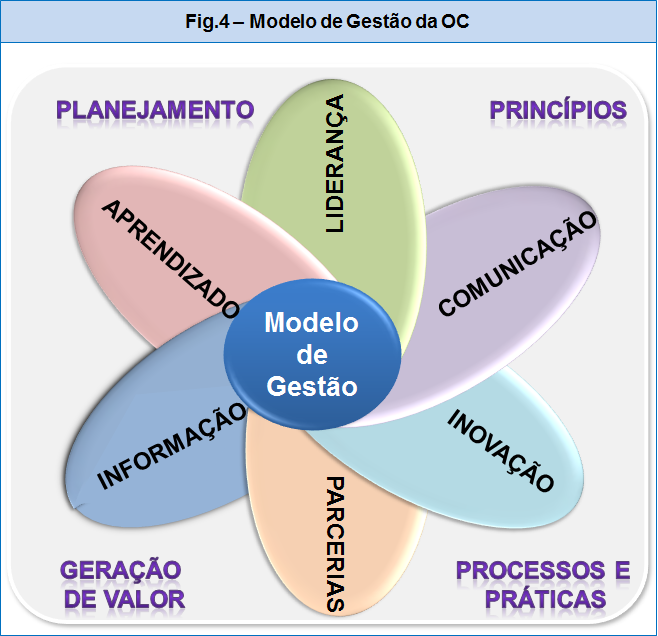 Fig.4 – Modelo de Gestão da OC
PLANEJAMENTO
PRINCÍPIOS
LIDERANÇA
APRENDIZADO
COMUNICAÇÃO
Modelo
de
Gestão
INFORMAÇÃO
INOVAÇÃO
PARCERIAS
GERAÇÃO
DE VALOR
PROCESSOS E
PRÁTICAS